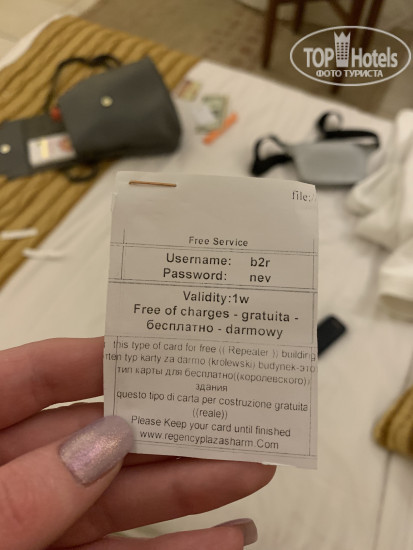 TOP Hotels
ФОТО ТУРИСТА
file:/
Free Service
Username: b2r
Password: nev
Validity:1w
Free of charges - gratuita -
бесплатно - darmowy
this type of card for free (( Repeater )) building
ten typ karty za darmo (krolewski) budynek-это
тип карты для бесплатно((королевского))
здания
questo tipo di carta per costruzione gratuita
((reale))
Please Keep your card until finished
www.regencyplazasharm.Com